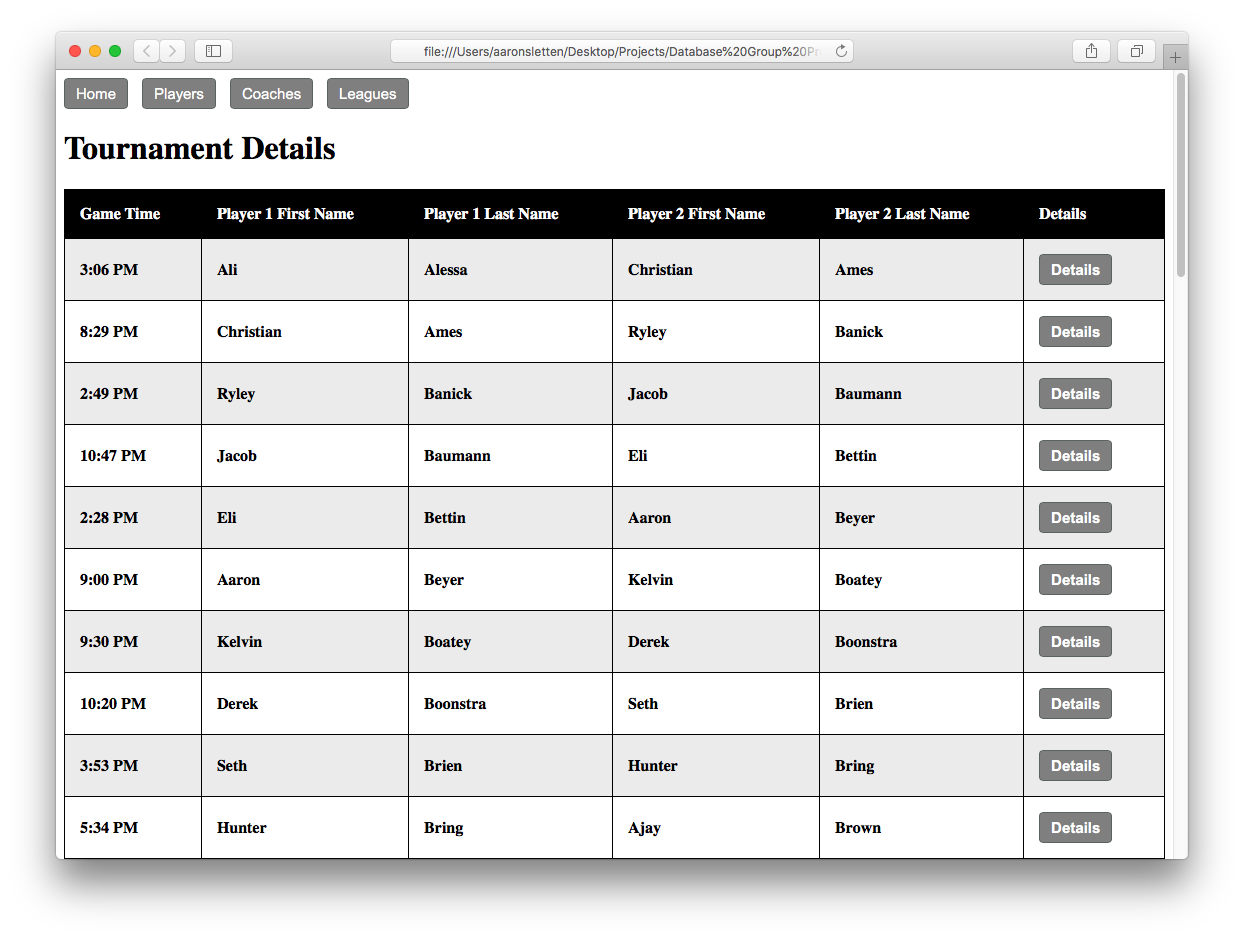 file:///Users/aaronsletten/Desktop/Projects/Database%20Group%20Pr
Home Players Coaches Leagues
Tournament Details
Game Time Player 1 First Name Player 1 Last Name Player 2 First Name Player 2 Last Name Details
3:06 PM Ali Alessa Christian Ames Details
8:29 PM Christian Ames Ryley Banick Details
2:49 PM Ryley Banick Jacob Baumann Details
10:47 PM Jacob Baumann Eli Bettin Details
2:28 PM Eli Bettin Aaron Beyer Details
9:00 PM Aaron Beyer Kelvin Boatey Details
9:30 PM Kelvin Boatey Derek Boonstra Details
10:20 PM Derek Boonstra Seth Brien Details
3:53 PM Seth Brien Hunter Bring Details
5:34 PM Hunter Bring Ajay Brown Details